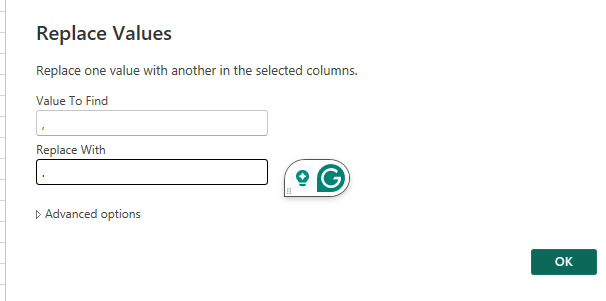 Replace Values
Replace one value with another in the selected columns.
Value To Find
,
Replace With
.
Advanced options
OK